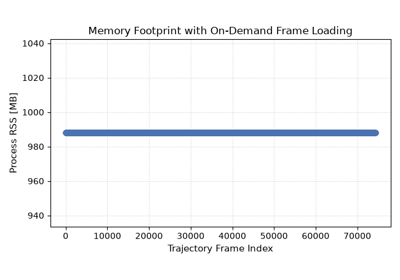 Memory Footprint with On-Demand Frame Loading
1040
1020
1000
980
960
940
Process RSS [MB]
0 10000 20000 30000 40000 50000 60000 70000
Trajectory Frame Index